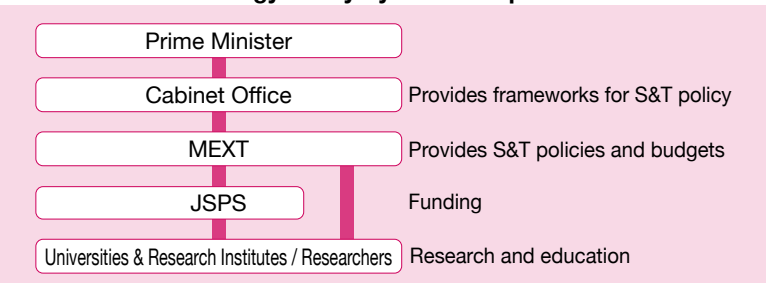 Prime Minister
Cabinet Office Provides frameworks for S&T policy
MEXT Provides S&T policies and budgets
JSPS Funding
Universities & Research Institutes / Researchers Research and education